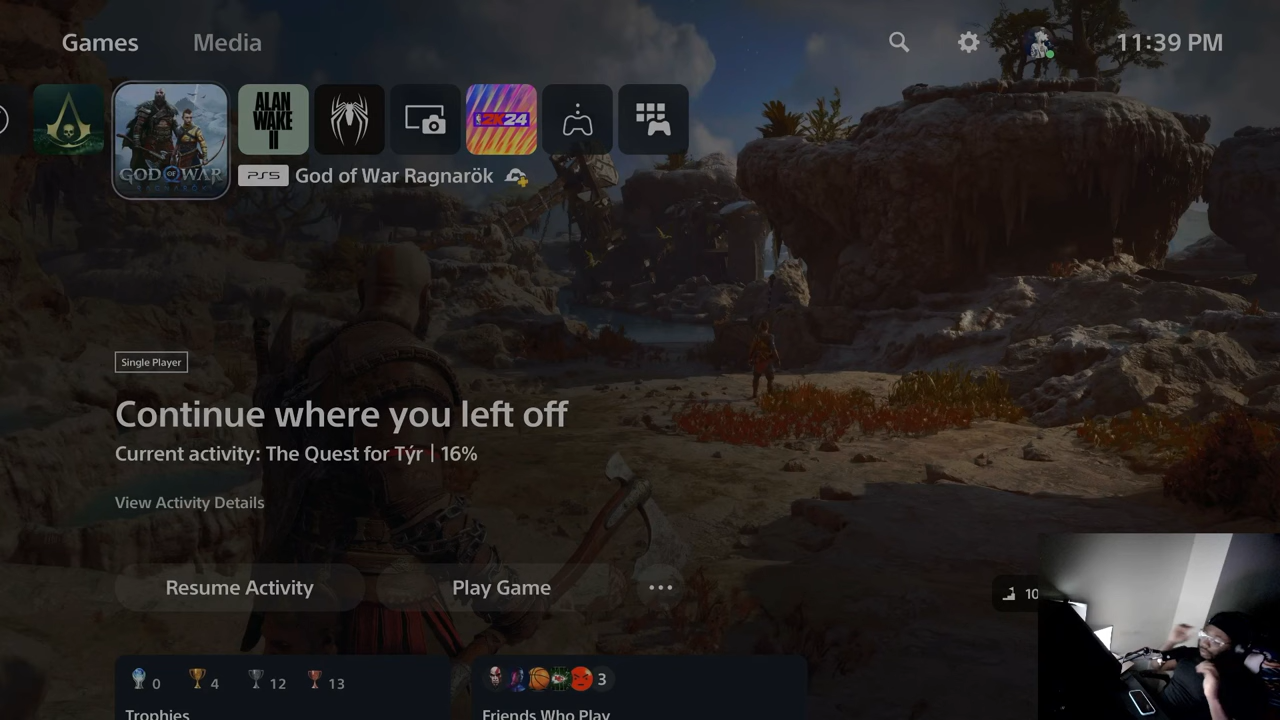 Games
Media
11:39 PM
GOD OF WAR
RAGNARÖK
ALAN
WAKE
II
2K24
PS5
God of War Ragnarök
Single Player
Continue where you left off
Current activity: The Quest for Týr | 16%
View Activity Details
Resume Activity
Play Game
10
0
4
12
13
3
Trophies
Friends Who Play